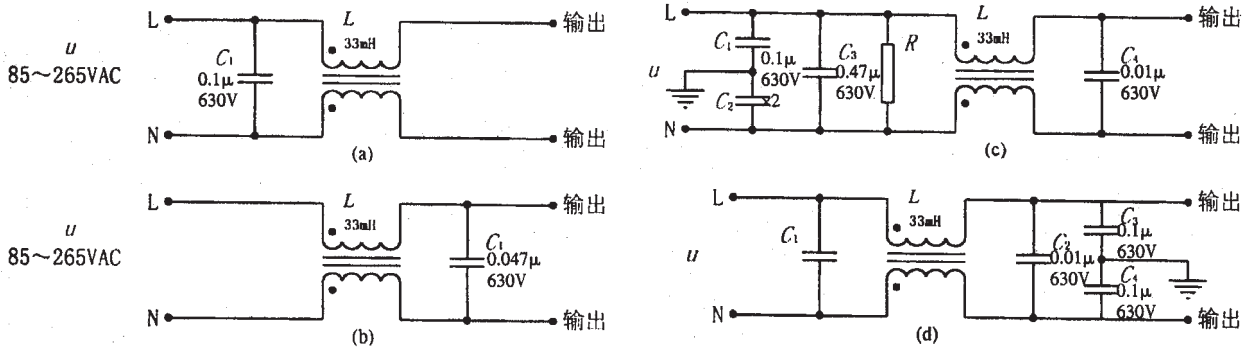 L
L
输出
u
85～265VAC
C₁
0.1μ
630V
33mH
N
输出
(a)
L
L
输出
u
85～265VAC
33mH
C₁
0.047μ
630V
N
输出
(b)
L
L
输出
u
C₁
0.1μ
630V
C₂
×2
C₃
0.47μ
630V
R
33mH
C₄
0.01μ
630V
N
输出
(c)
L
L
输出
u
C₁
33mH
C₂
0.01μ
630V
C₃
0.1μ
630V
C₄
0.1μ
630V
N
输出
(d)